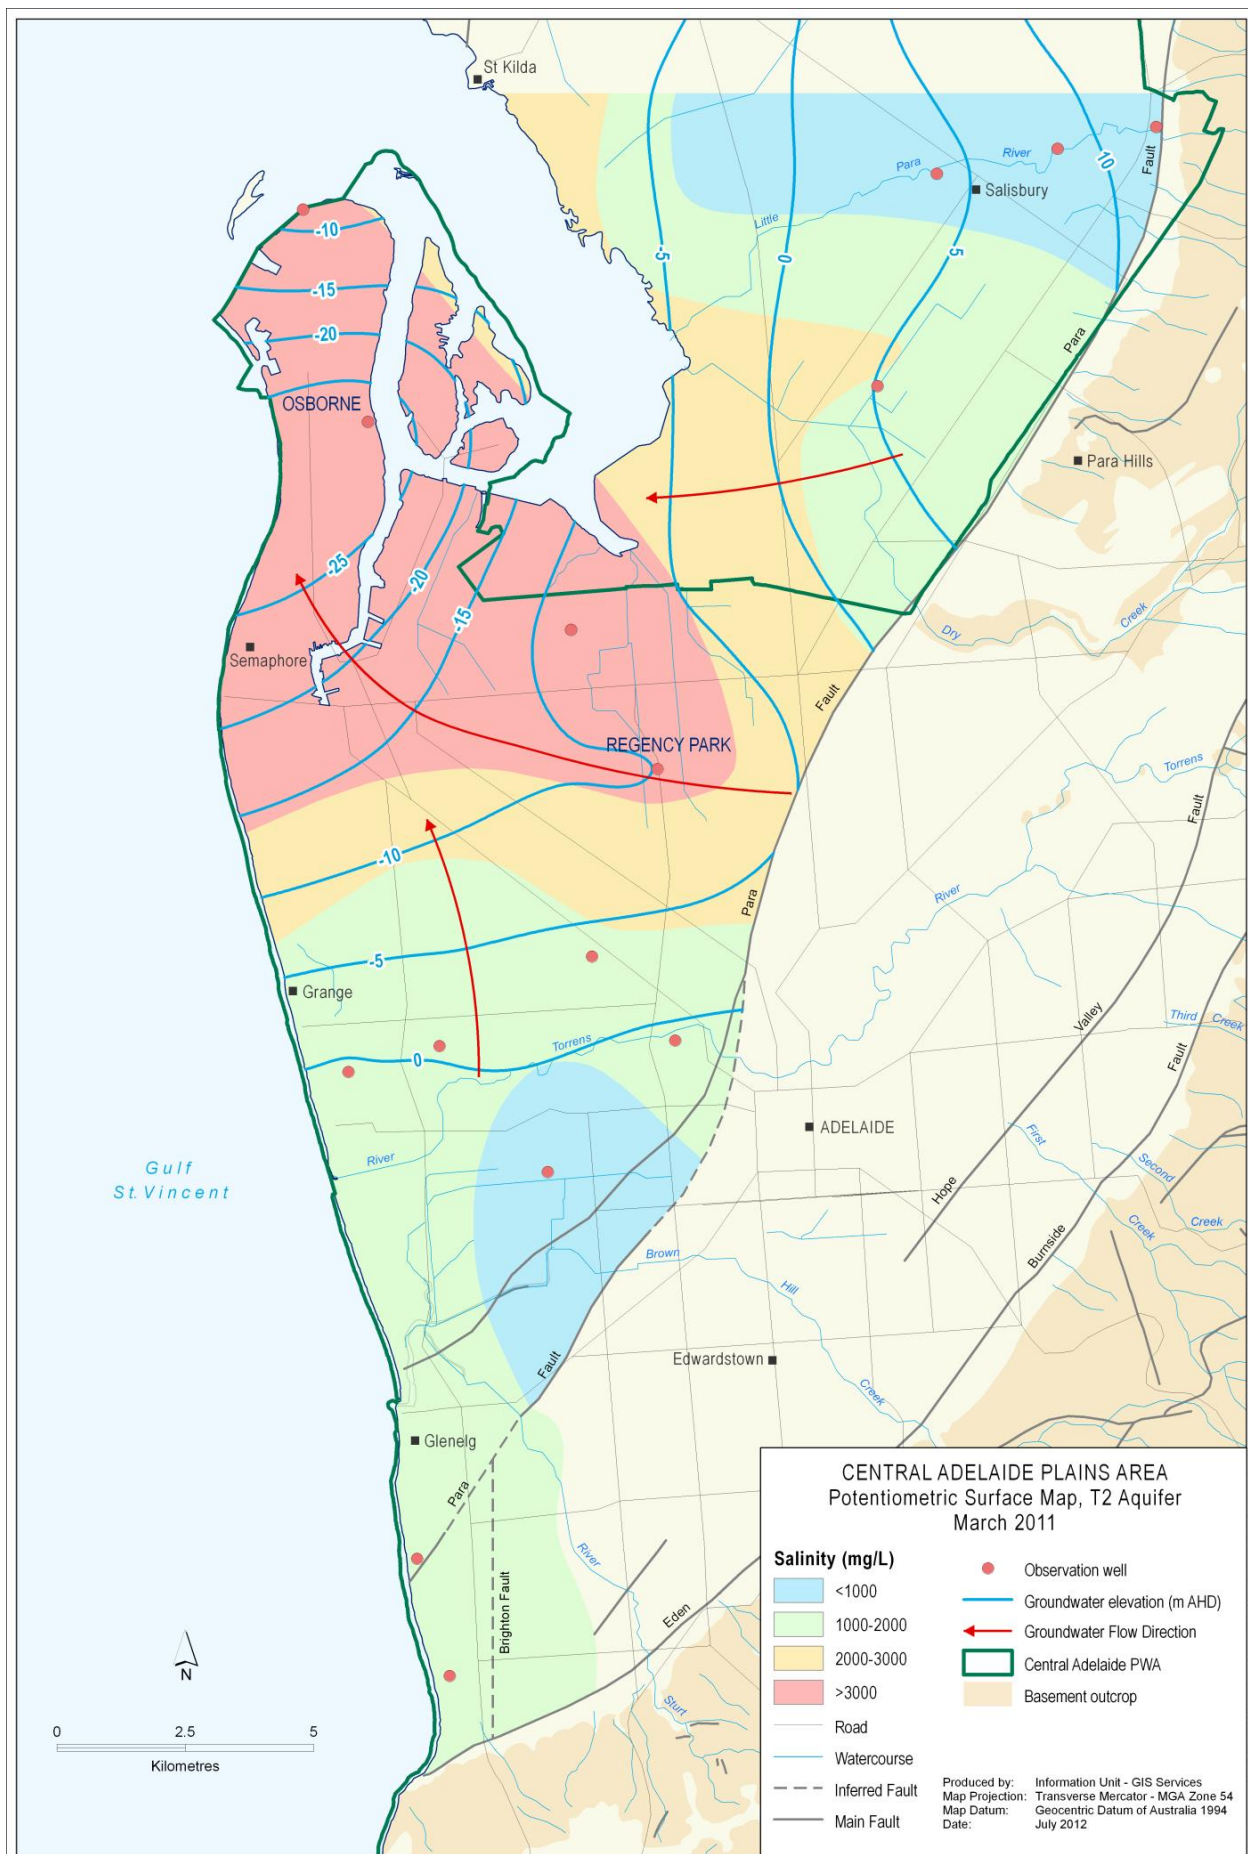 St Kilda
Para
River
Fault
10
Salisbury
Little
-10
-5
0
5
-15
-20
Para
OSBORNE
Para Hills
-25
-20
-15
Creek
Dry
Semaphore
Fault
REGENCY PARK
Torrens
Fault
-10
River
Para
-5
Grange
Valley
Third Creek
Torrens
0
Fault
ADELAIDE
First
Gulf
St. Vincent
River
Second
Hope
Creek
Creek
Burnside
Brown
Hill
Edwardstown
Fault
Creek
Glenelg
Para
River
Brighton Fault
Eden
Sturt
N
0 2.5 5
Kilometres
CENTRAL ADELAIDE PLAINS AREA
Potentiometric Surface Map, T2 Aquifer
March 2011
Salinity (mg/L)
<1000
1000-2000
2000-3000
>3000
Road
Watercourse
Inferred Fault
Main Fault
Observation well
Groundwater elevation (m AHD)
Groundwater Flow Direction
Central Adelaide PWA
Basement outcrop
Produced by: Information Unit - GIS Services
Map Projection: Transverse Mercator - MGA Zone 54
Map Datum: Geocentric Datum of Australia 1994
Date: July 2012